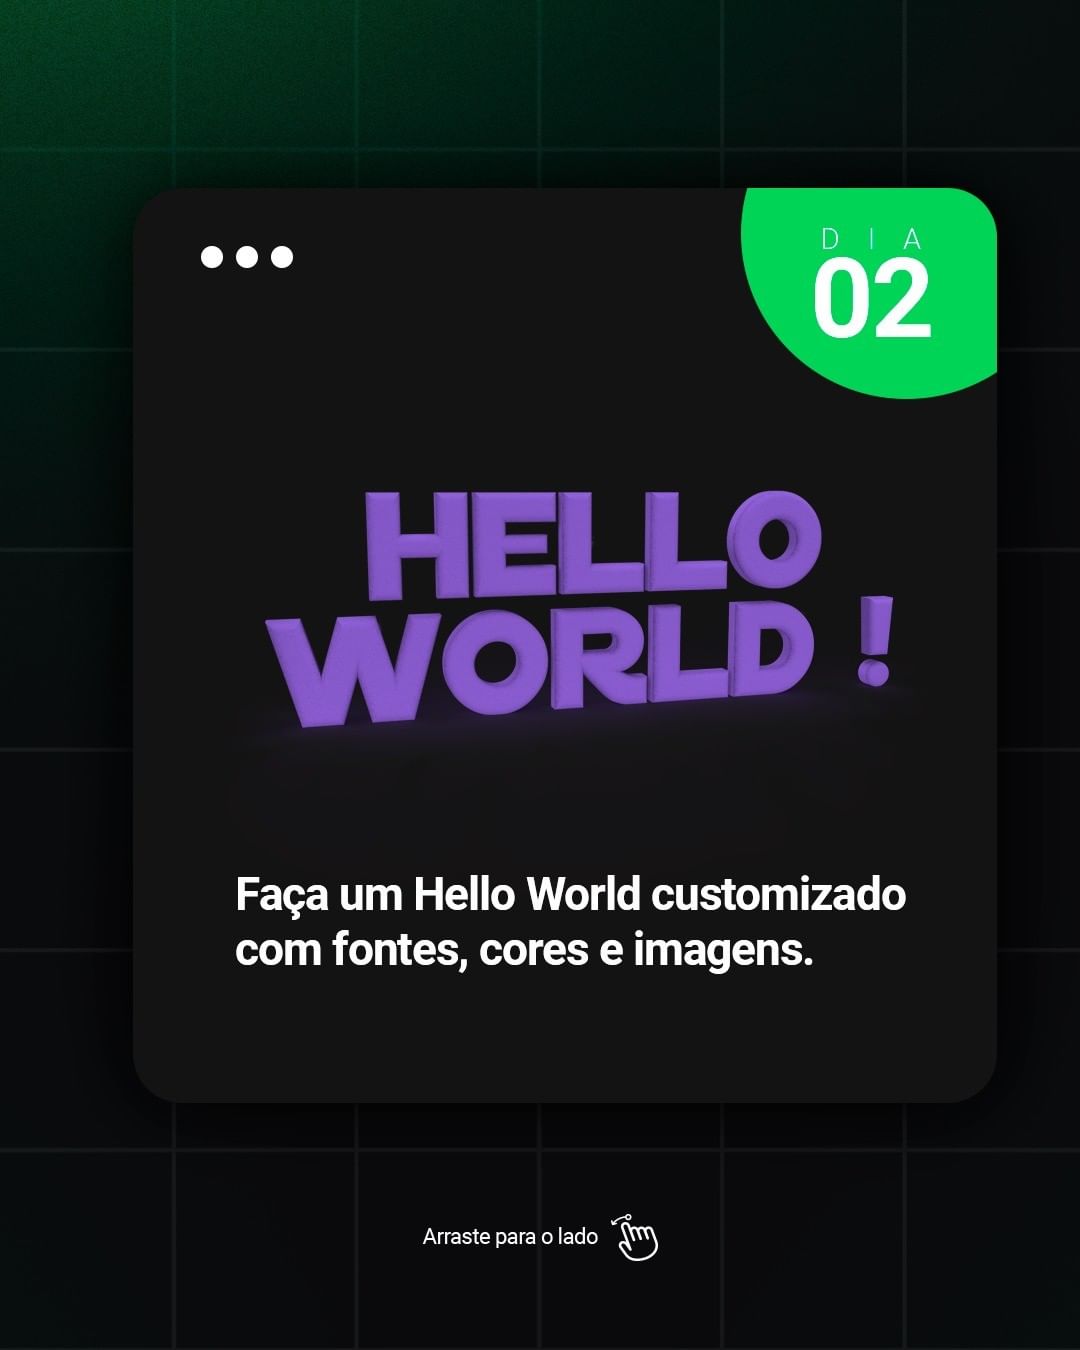 DIA
02
HELLO
WORLD !
Faça um Hello World customizado
com fontes, cores e imagens.
Arraste para o lado